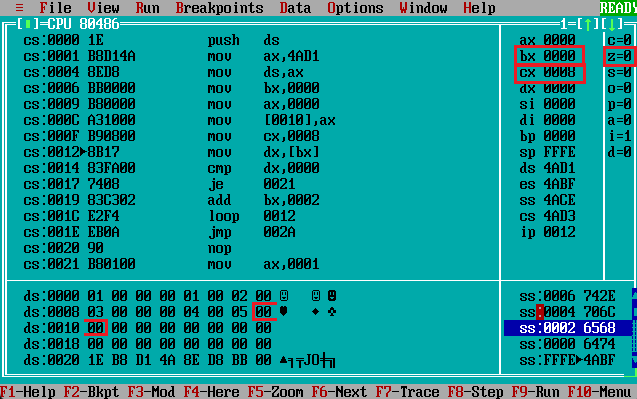 ≡ File View Run Breakpoints Data Options Window Help READY
[■]=CPU 80486 1=[↑][↓]
cs:0000 1E push ds ax 0000 c=0
cs:0001 B8D14A mov ax,4AD1 bx 0000 z=0
cs:0004 8ED8 mov ds,ax cx 0008 s=0
cs:0006 BB0000 mov bx,0000 dx 0000 o=0
cs:0009 B80000 mov ax,0000 si 0000 p=0
cs:000C A31000 mov [0010],ax di 0000 a=0
cs:000F B90800 mov cx,0008 bp 0000 i=1
cs:0012►8B17 mov dx,[bx] sp FFFE d=0
cs:0014 83FA00 cmp dx,0000 ds 4AD1
cs:0017 7408 je 0021 es 4ABF
cs:0019 83C302 add bx,0002 ss 4ACE
cs:001C E2F4 loop 0012 cs 4AD3
cs:001E EB0A jmp 002A ip 0012
cs:0020 90 nop
cs:0021 B80100 mov ax,0001
ds:0000 01 00 00 00 01 00 02 00 ☺ ☺ ☻ ss:0006 742E
ds:0008 03 00 00 00 04 00 05 00 ♥ ♦ ♣ ss:0004 706C
ds:0010 00 00 00 00 00 00 00 00 ss:0002 6568
ds:0018 00 00 00 00 00 00 00 00 ss:0000 6474
ds:0020 1E B8 D1 4A 8E D8 BB 00 ▲╕╤JÄ╪╗ ss:FFFE►4ABF
F1-Help F2-Bkpt F3-Mod F4-Here F5-Zoom F6-Next F7-Trace F8-Step F9-Run F10-Menu